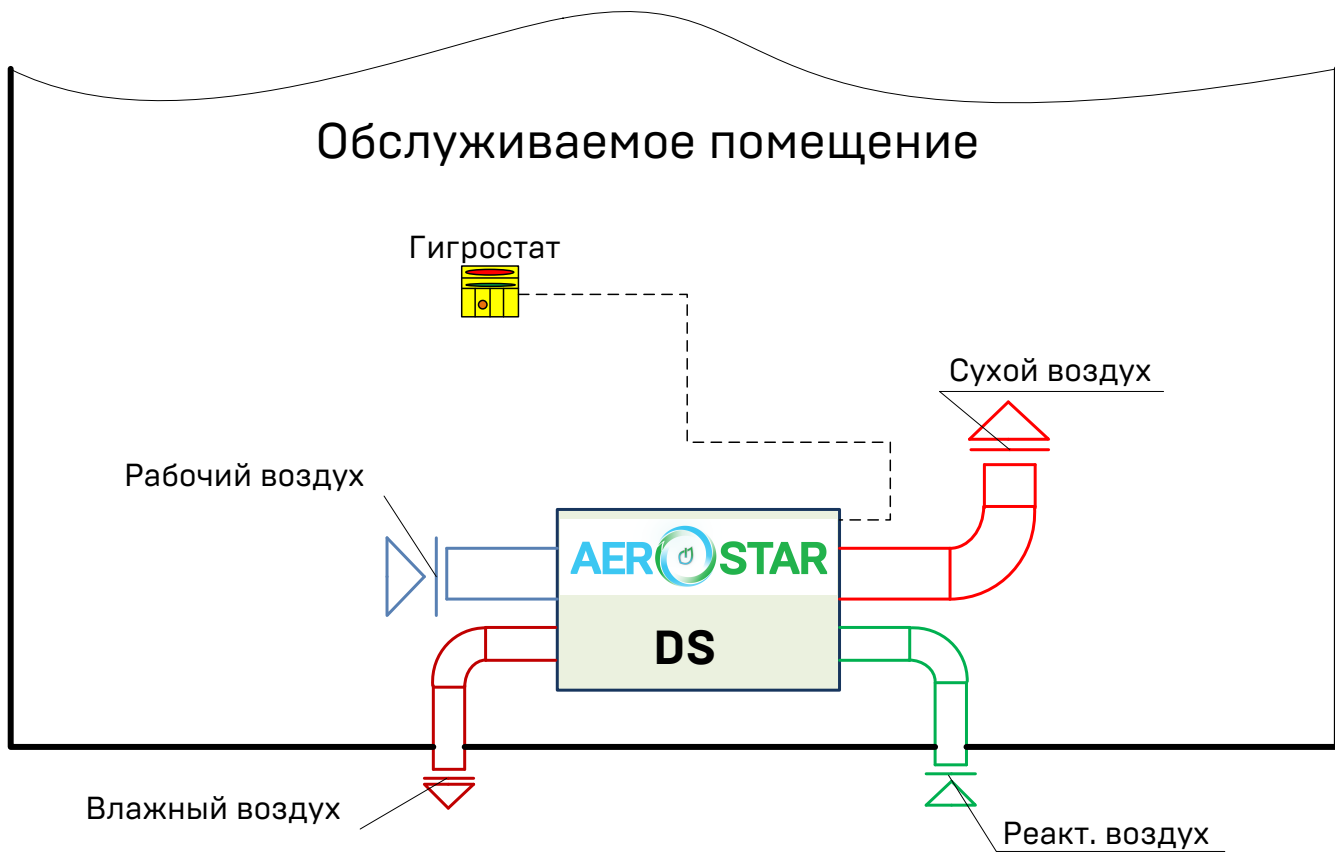 Обслуживаемое помещение
Гигростат
Сухой воздух
Рабочий воздух
AEROSTAR
DS
Влажный воздух
Реакт. воздух